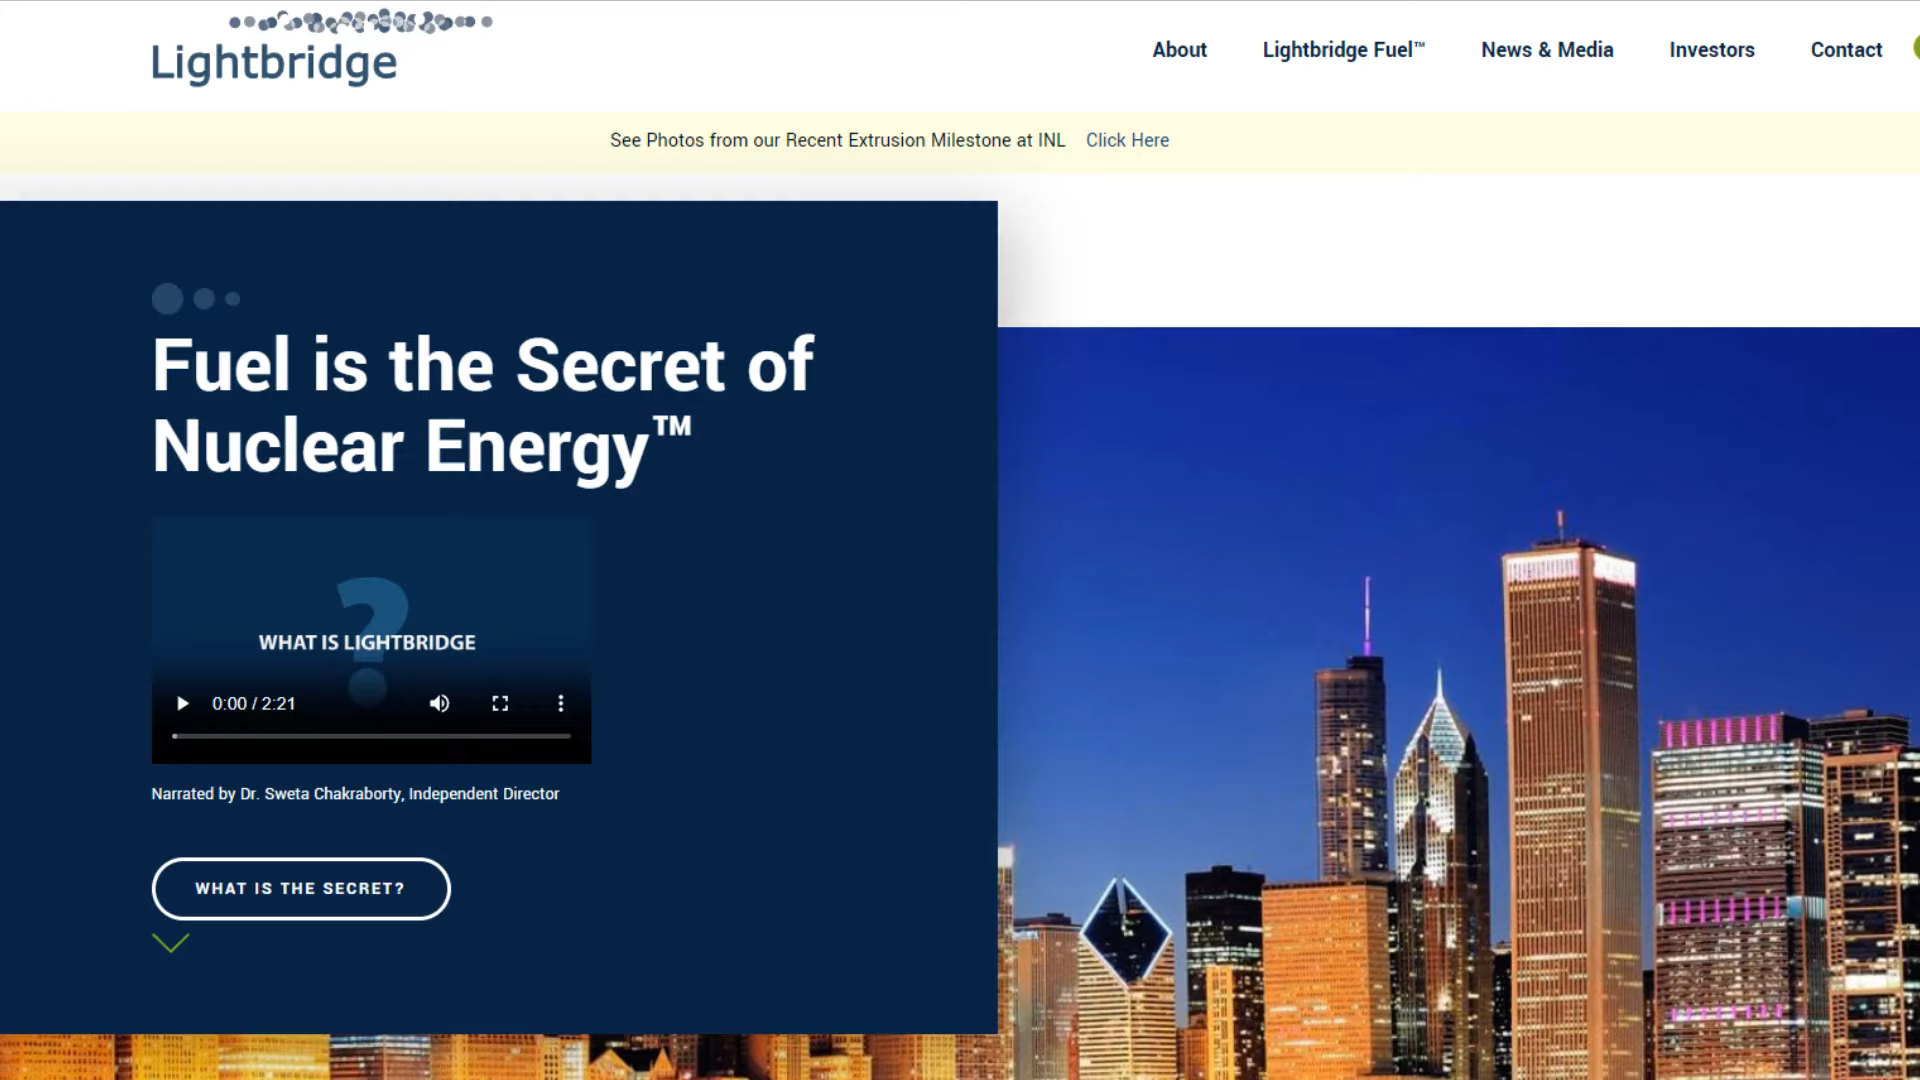 Lightbridge
About
Lightbridge Fuel™
News & Media
Investors
Contact
See Photos from our Recent Extrusion Milestone at INL Click Here
Fuel is the Secret of
Nuclear Energy™
?
WHAT IS LIGHTBRIDGE
0:00 / 2:21
Narrated by Dr. Sweta Chakraborty, Independent Director
WHAT IS THE SECRET?